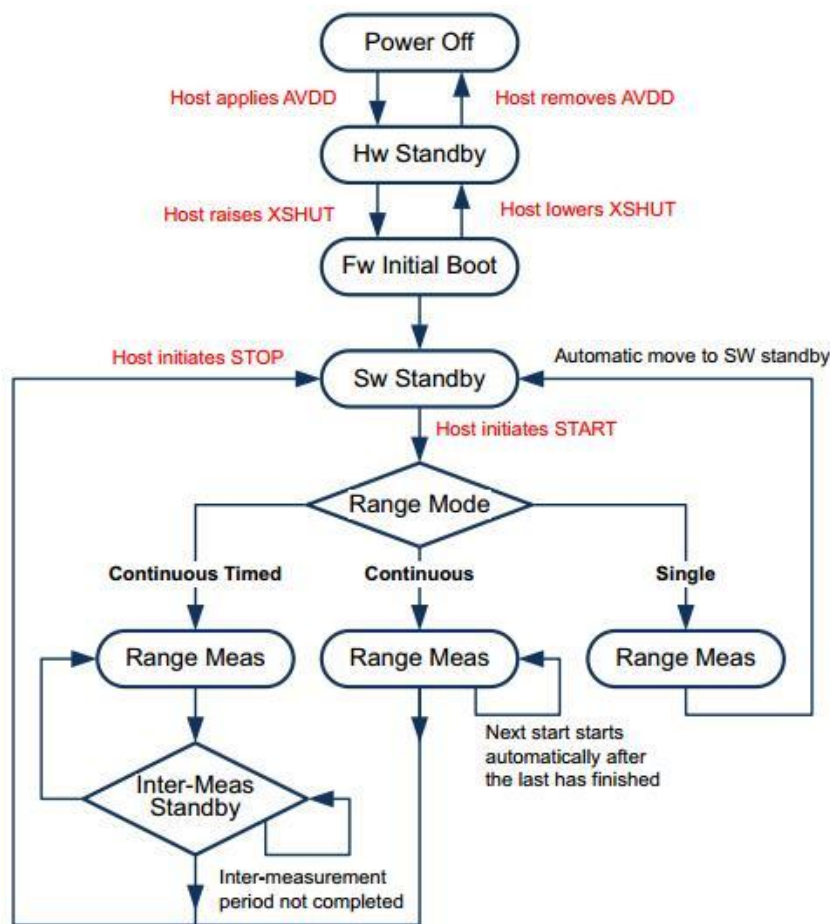 Power Off
Host applies AVDD
Host removes AVDD
Hw Standby
Host raises XSHUT
Host lowers XSHUT
Fw Initial Boot
Host initiates STOP
Automatic move to SW standby
Sw Standby
Host initiates START
Range Mode
Continuous Timed
Continuous
Single
Range Meas
Range Meas
Range Meas
Next start starts
automatically after
the last has finished
Inter-Meas
Standby
Inter-measurement
period not completed